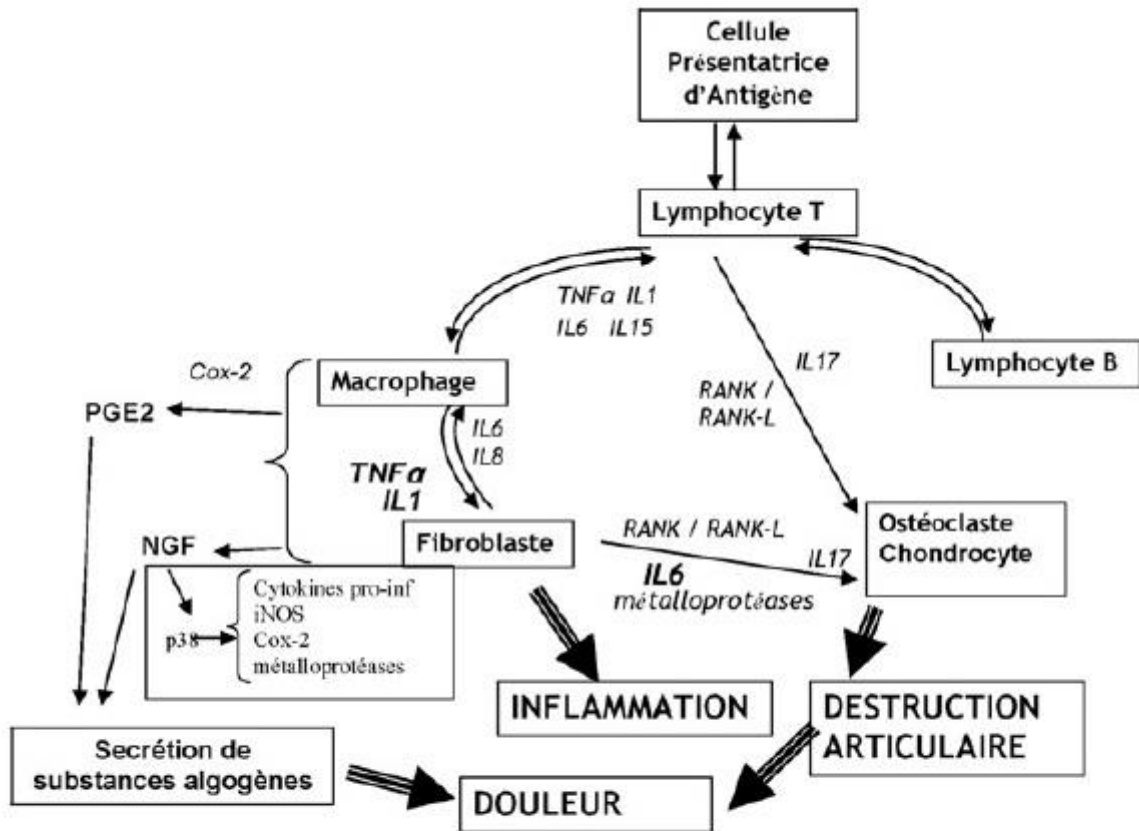 Cellule
Présentatrice
d'Antigène
Lymphocyte T
TNFα IL1
IL6 IL15
IL17
RANK /
RANK-L
Lymphocyte B
Cox-2
Macrophage
PGE2
IL6
IL8
TNFα
IL1
NGF
Fibroblaste
RANK / RANK-L
IL17
IL6
métalloprotéases
Ostéoclaste
Chondrocyte
Cytokines pro-inf
iNOS
p38
Cox-2
métalloprotéases
INFLAMMATION
DESTRUCTION
ARTICULAIRE
Secrétion de
substances algogènes
DOULEUR